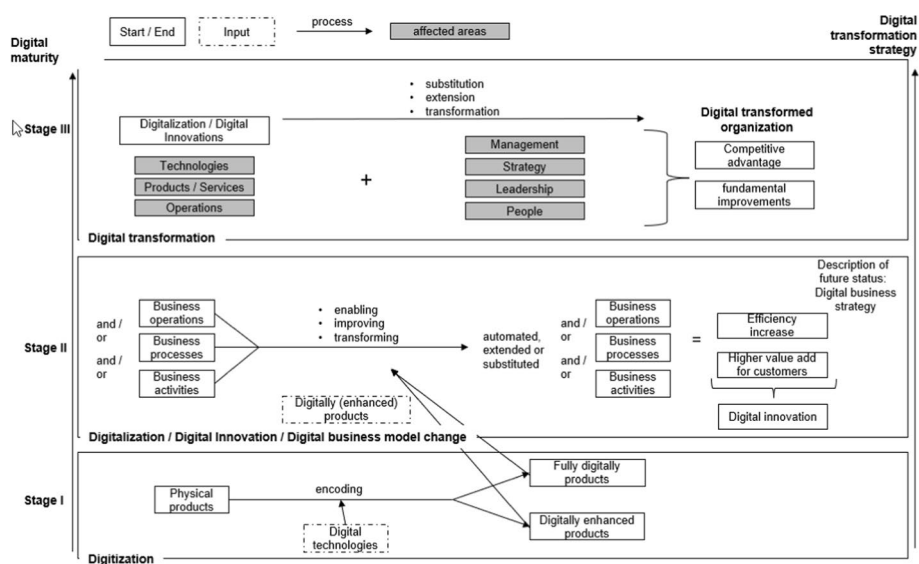 Digital
maturity
Start / End
Input
process
affected areas
Digital
transformation
strategy
Stage III
• substitution
• extension
• transformation
Digitalization / Digital
Innovations
Technologies
Products / Services
Operations
+
Management
Strategy
Leadership
People
Digital transformed
organization
Competitive
advantage
fundamental
improvements
Digital transformation
Stage II
and /
or
and /
or
Business
operations
Business
processes
Business
activities
• enabling
• improving
• transforming
Digitally (enhanced)
products
automated,
extended or
substituted
and /
or
and /
or
Business
operations
Business
processes
Business
activities
=
Description of
future status:
Digital business
strategy
Efficiency
increase
Higher value add
for customers
Digital innovation
Digitalization / Digital Innovation / Digital business model change
Stage I
Physical
products
encoding
Digital
technologies
Fully digitally
products
Digitally enhanced
products
Digitization